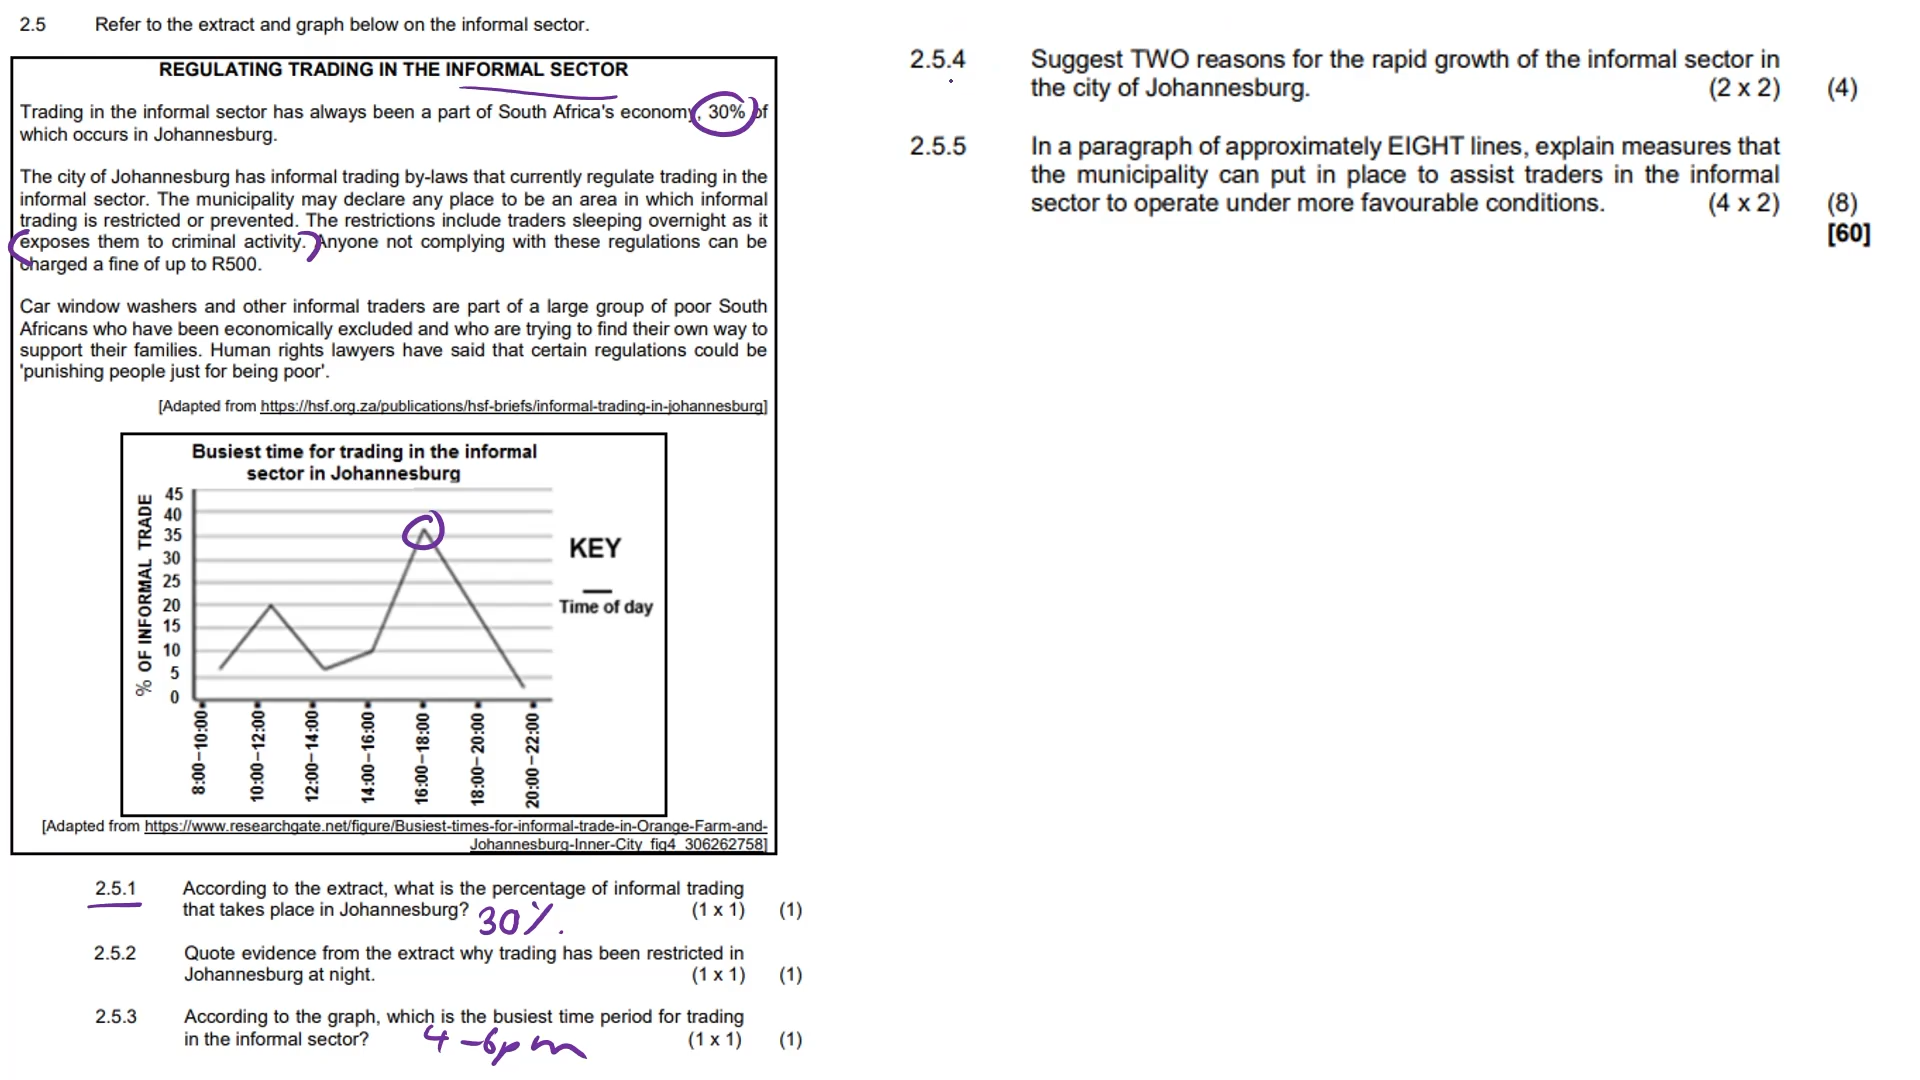 2.5 Refer to the extract and graph below on the informal sector.
REGULATING TRADING IN THE INFORMAL SECTOR
Trading in the informal sector has always been a part of South Africa's economy, 30% of
which occurs in Johannesburg.
The city of Johannesburg has informal trading by-laws that currently regulate trading in the
informal sector. The municipality may declare any place to be an area in which informal
trading is restricted or prevented. The restrictions include traders sleeping overnight as it
exposes them to criminal activity. Anyone not complying with these regulations can be
charged a fine of up to R500.
Car window washers and other informal traders are part of a large group of poor South
Africans who have been economically excluded and who are trying to find their own way to
support their families. Human rights lawyers have said that certain regulations could be
'punishing people just for being poor'.
[Adapted from https://hsf.org.za/publications/hsf-briefs/informal-trading-in-johannesburg]
Busiest time for trading in the informal
sector in Johannesburg
% OF INFORMAL TRADE
45
40
35
30
25
20
15
10
5
0
8:00–10:00
10:00–12:00
12:00–14:00
14:00–16:00
16:00–18:00
18:00–20:00
20:00–22:00
KEY
Time of day
[Adapted from https://www.researchgate.net/figure/Busiest-times-for-informal-trade-in-Orange-Farm-and-
Johannesburg-Inner-City_fig4_306262758]
2.5.1 According to the extract, what is the percentage of informal trading
that takes place in Johannesburg? 30%. (1 x 1) (1)
2.5.2 Quote evidence from the extract why trading has been restricted in
Johannesburg at night. (1 x 1) (1)
2.5.3 According to the graph, which is the busiest time period for trading
in the informal sector? 4-6pm (1 x 1) (1)
2.5.4 Suggest TWO reasons for the rapid growth of the informal sector in
the city of Johannesburg. (2 x 2) (4)
2.5.5 In a paragraph of approximately EIGHT lines, explain measures that
the municipality can put in place to assist traders in the informal
sector to operate under more favourable conditions. (4 x 2) (8)
[60]